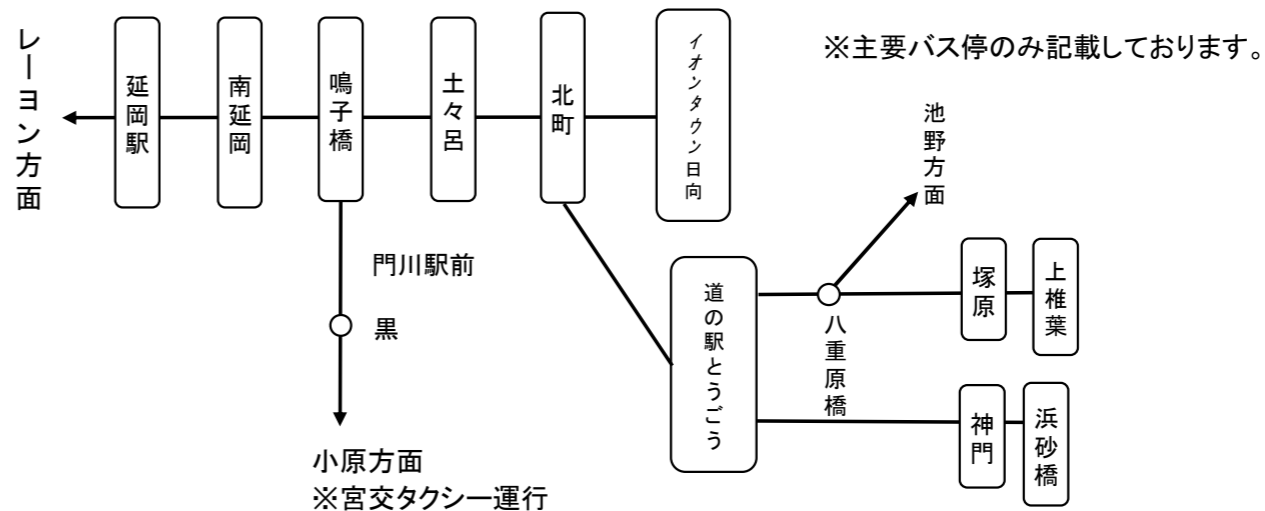 レーヨン方面
延岡駅
南延岡
鳴子橋
土々呂
北町
イオンタウン日向
※主要バス停のみ記載しております。
池野方面
門川駅前
黒
小原方面
※宮交タクシー運行
道の駅とうごう
八重原橋
塚原
上椎葉
神門
浜砂橋